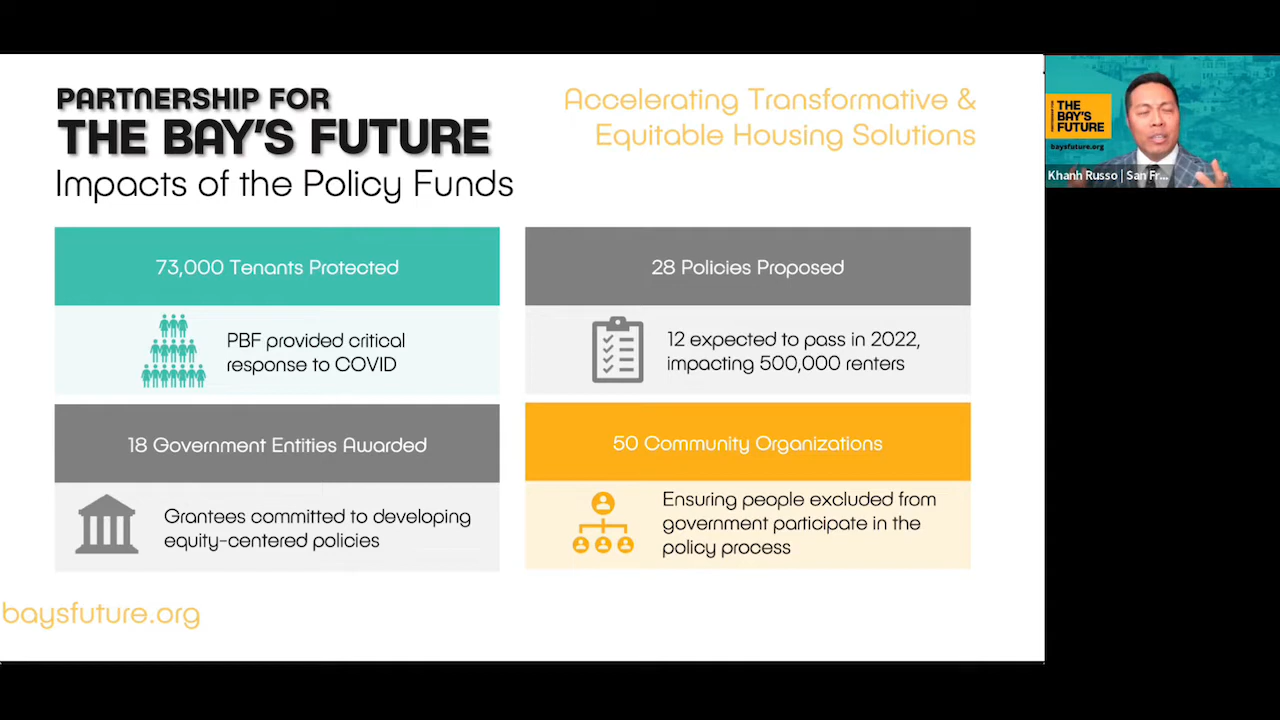 PARTNERSHIP FOR
THE BAY'S FUTURE
Impacts of the Policy Funds
Accelerating Transformative &
Equitable Housing Solutions
73,000 Tenants Protected
PBF provided critical
response to COVID
28 Policies Proposed
12 expected to pass in 2022,
impacting 500,000 renters
18 Government Entities Awarded
Grantees committed to developing
equity-centered policies
50 Community Organizations
Ensuring people excluded from
government participate in the
policy process
baysfuture.org
THE
BAY'S
FUTURE
baysfuture.org
Khanh Russo | San Fr...